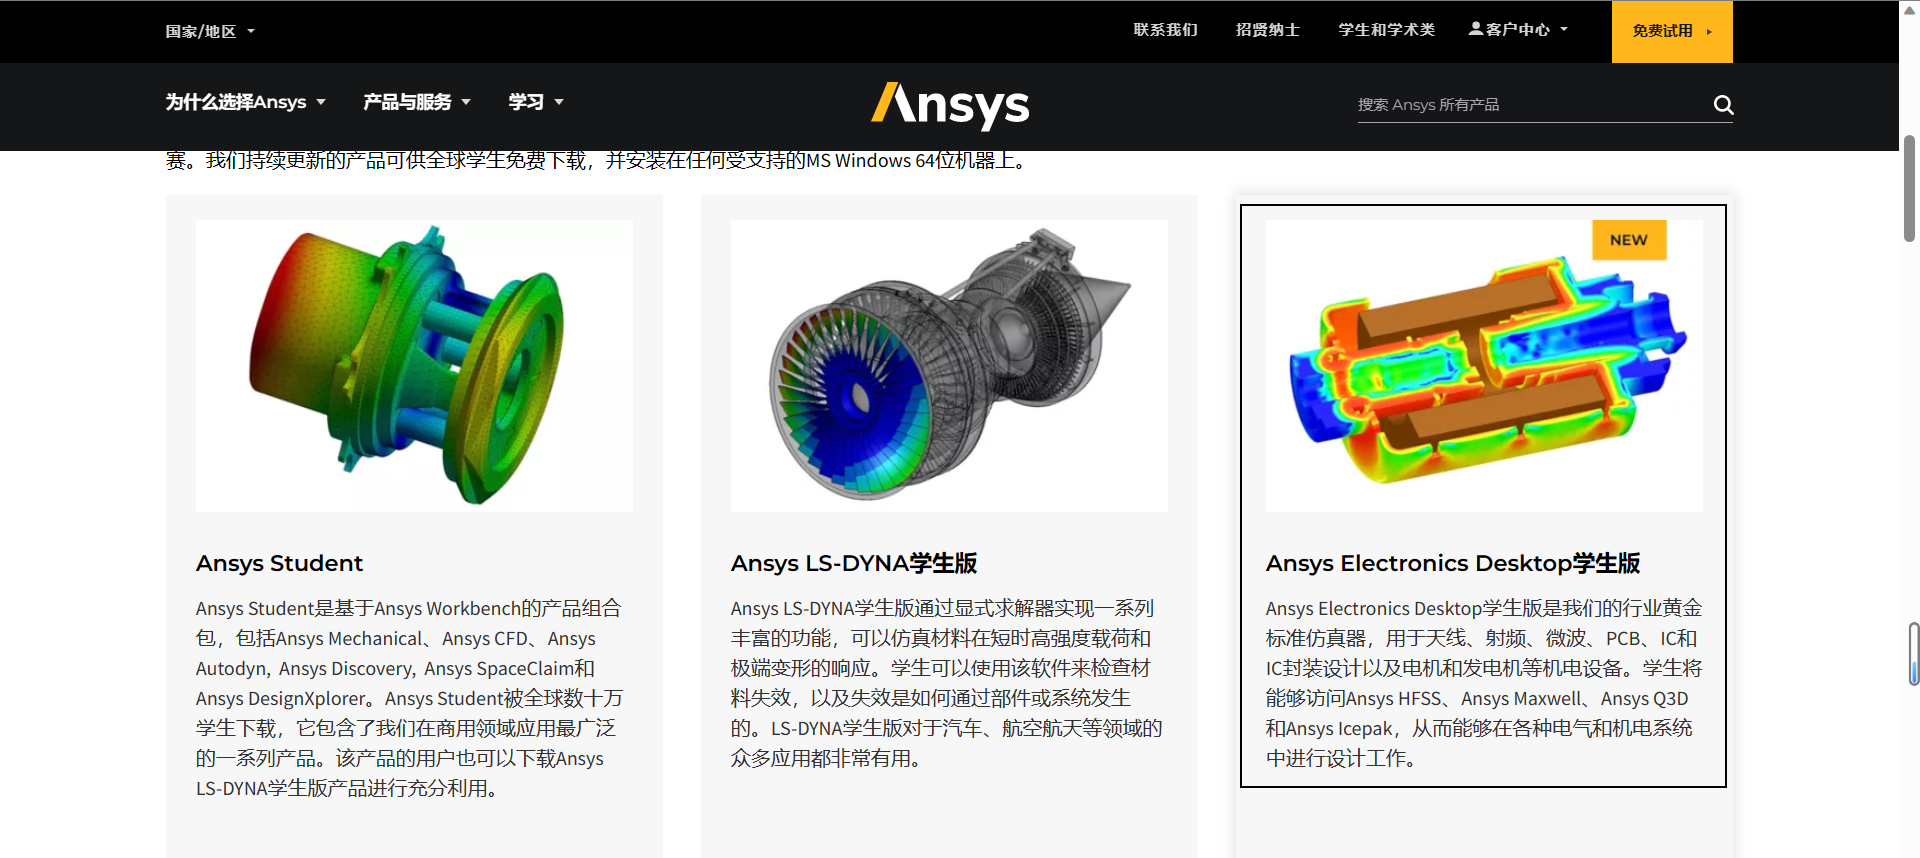 国家/地区
联系我们 招贤纳士 学生和学术类 客户中心 免费试用
为什么选择Ansys 产品与服务 学习
Ansys
搜索 Ansys 所有产品
赛。我们持续更新的产品可供全球学生免费下载，并安装在任何受支持的MS Windows 64位机器上。
Ansys Student
Ansys Student是基于Ansys Workbench的产品组合
包，包括Ansys Mechanical、Ansys CFD、Ansys
Autodyn, Ansys Discovery, Ansys SpaceClaim和
Ansys DesignXplorer。Ansys Student被全球数十万
学生下载，它包含了我们在商用领域应用最广泛
的一系列产品。该产品的用户也可以下载Ansys
LS-DYNA学生版产品进行充分利用。
Ansys LS-DYNA学生版
Ansys LS-DYNA学生版通过显式求解器实现一系列
丰富的功能，可以仿真材料在短时高强度载荷和
极端变形的响应。学生可以使用该软件来检查材
料失效，以及失效是如何通过部件或系统发生
的。LS-DYNA学生版对于汽车、航空航天等领域的
众多应用都非常有用。
NEW
Ansys Electronics Desktop学生版
Ansys Electronics Desktop学生版是我们的行业黄金
标准仿真器，用于天线、射频、微波、PCB、IC和
IC封装设计以及电机和发电机等机电设备。学生将
能够访问Ansys HFSS、Ansys Maxwell、Ansys Q3D
和Ansys Icepak，从而能够在各种电气和机电系统
中进行设计工作。